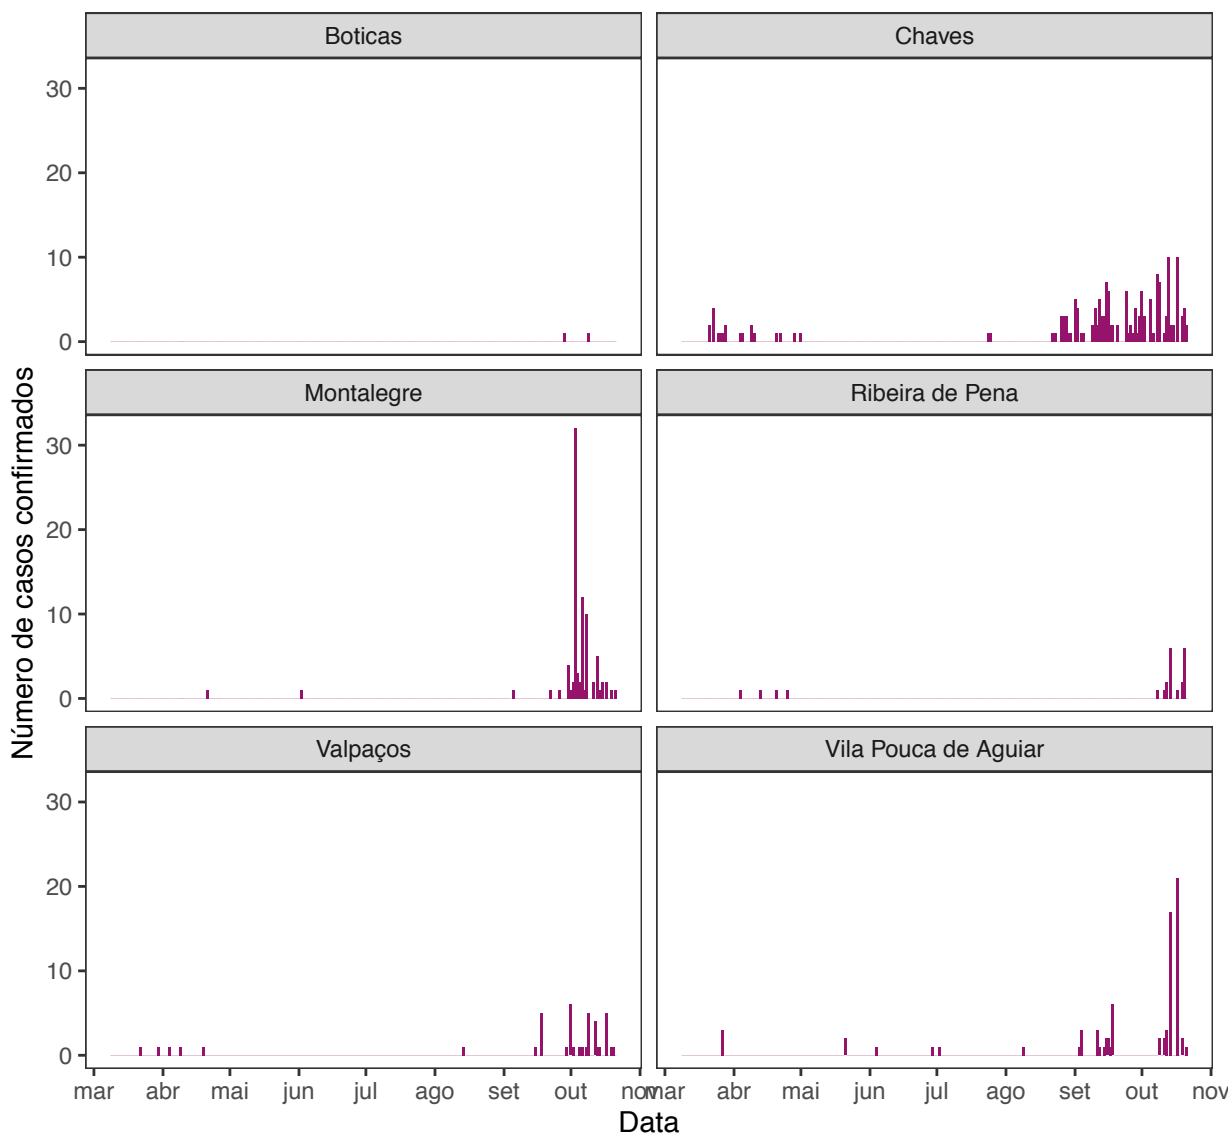 Boticas
Chaves
30
20
10
0
Montalegre
Ribeira de Pena
30
20
10
0
Valpaços
Vila Pouca de Aguiar
30
20
10
0
mar abr mai jun jul ago set out nov
mar abr mai jun jul ago set out nov
Data
Número de casos confirmados